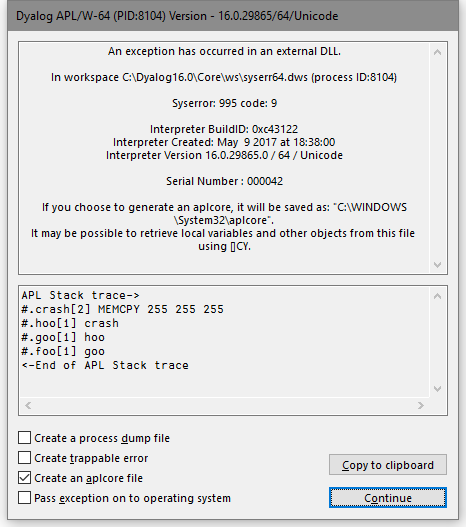 Dyalog APL/W-64 (PID:8104) Version - 16.0.29865/64/Unicode
An exception has occurred in an external DLL.
In workspace C:\Dyalog16.0\Core\ws\syserr64.dws (process ID:8104)
Syserror: 995 code: 9
Interpreter BuildID: 0xc43122
Interpreter Created: May  9 2017 at 18:38:00
Interpreter Version 16.0.29865.0 / 64 / Unicode
Serial Number : 000042
If you choose to generate an aplcore, it will be saved as: "C:\WINDOWS
\System32\aplcore".
It may be possible to retrieve local variables and other objects from this file
using []CY.
APL Stack trace->
#.crash[2] MEMCPY 255 255 255
#.hoo[1] crash
#.goo[1] hoo
#.foo[1] goo
<-End of APL Stack trace
Create a process dump file
Create trappable error
Create an aplcore file
Pass exception on to operating system
Copy to clipboard
Continue